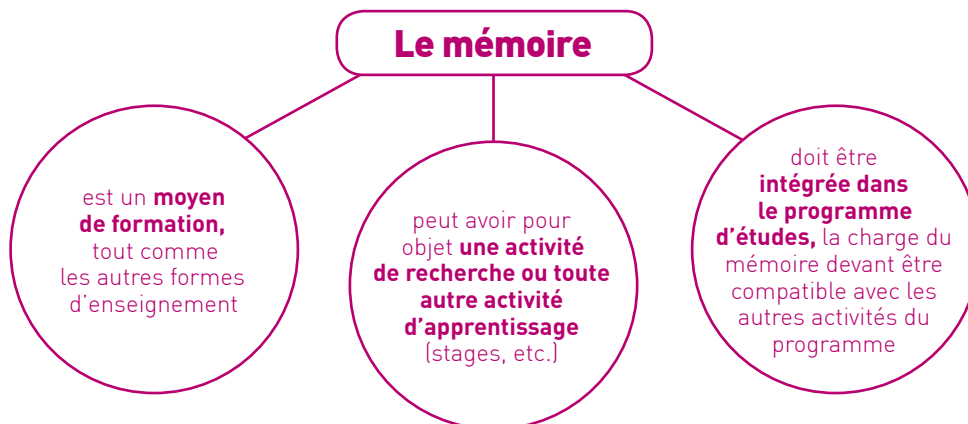 Le mémoire
est un moyen
de formation,
tout comme
les autres formes
d'enseignement
peut avoir pour
objet une activité
de recherche ou toute
autre activité
d'apprentissage
(stages, etc.)
doit être
intégrée dans
le programme
d'études, la charge du
mémoire devant être
compatible avec les
autres activités du
programme